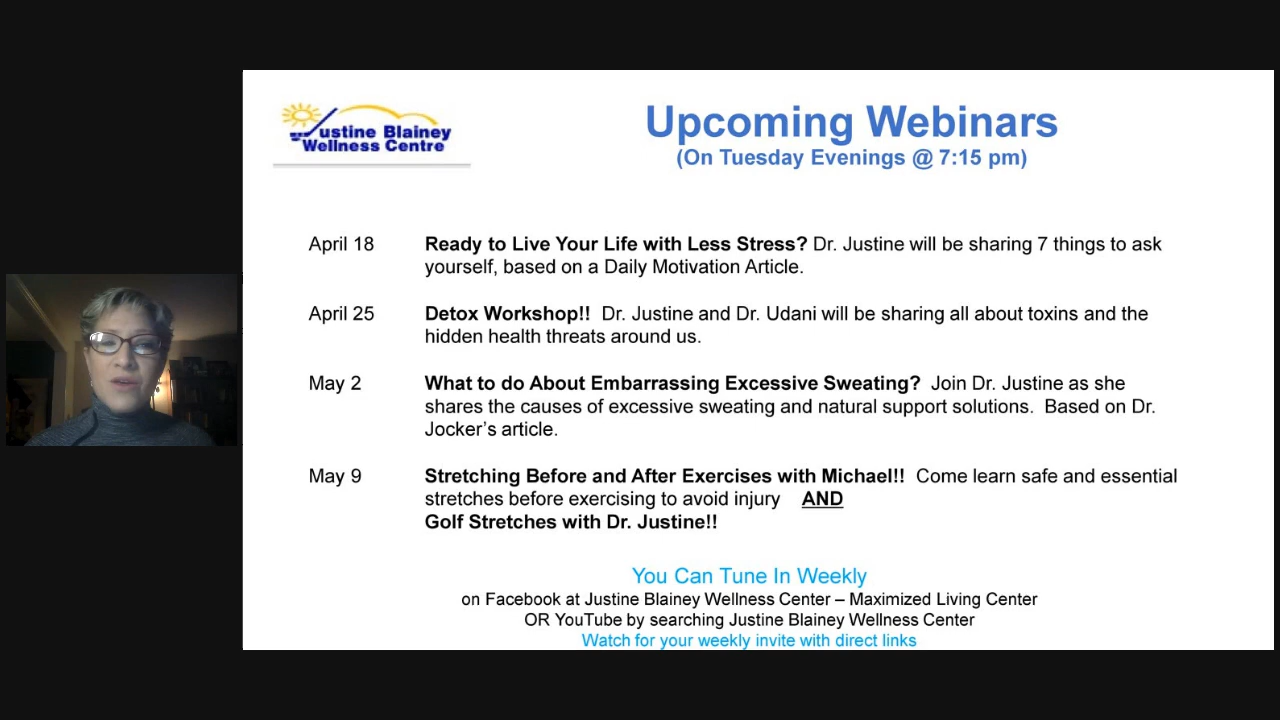 Justine Blainey
Wellness Centre
Upcoming Webinars
(On Tuesday Evenings @ 7:15 pm)
April 18 Ready to Live Your Life with Less Stress? Dr. Justine will be sharing 7 things to ask
yourself, based on a Daily Motivation Article.
April 25 Detox Workshop!! Dr. Justine and Dr. Udani will be sharing all about toxins and the
hidden health threats around us.
May 2 What to do About Embarrassing Excessive Sweating? Join Dr. Justine as she
shares the causes of excessive sweating and natural support solutions. Based on Dr.
Jocker's article.
May 9 Stretching Before and After Exercises with Michael!! Come learn safe and essential
stretches before exercising to avoid injury AND
Golf Stretches with Dr. Justine!!
You Can Tune In Weekly
on Facebook at Justine Blainey Wellness Center – Maximized Living Center
OR YouTube by searching Justine Blainey Wellness Center
Watch for your weekly invite with direct links